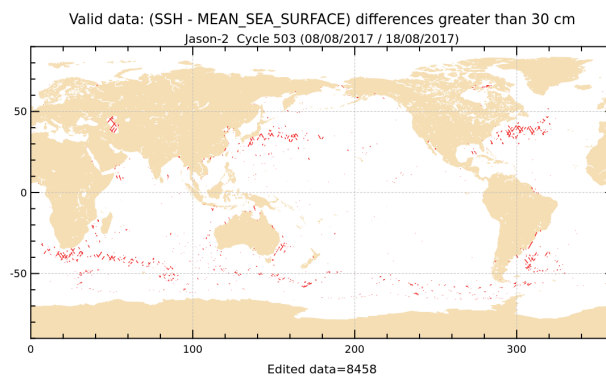 Valid data: (SSH - MEAN_SEA_SURFACE) differences greater than 30 cm
Jason-2 Cycle 503 (08/08/2017 / 18/08/2017)
50
0
-50
0 100 200 300
Edited data=8458